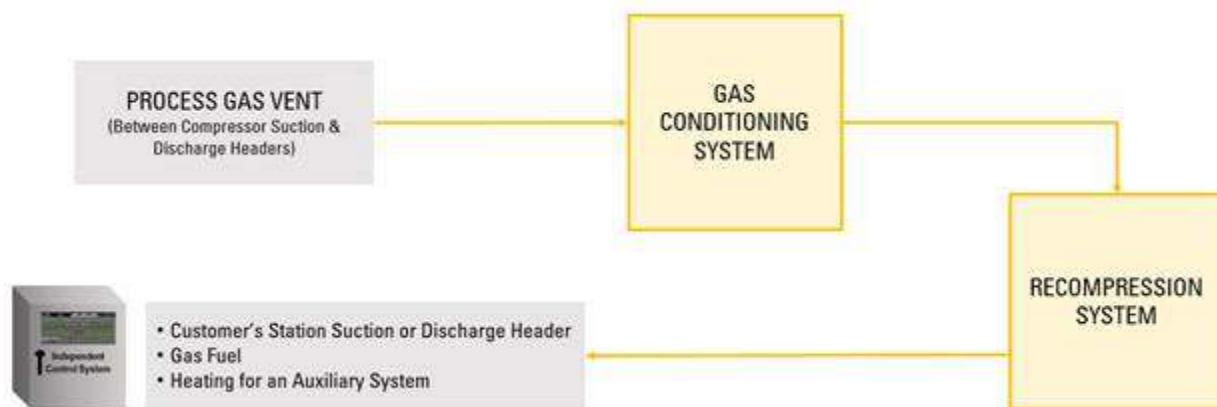 PROCESS GAS VENT
(Between Compressor Suction &
Discharge Headers)
GAS
CONDITIONING
SYSTEM
RECOMPRESSION
SYSTEM
• Customer's Station Suction or Discharge Header
• Gas Fuel
• Heating for an Auxiliary System
Independent
Control System